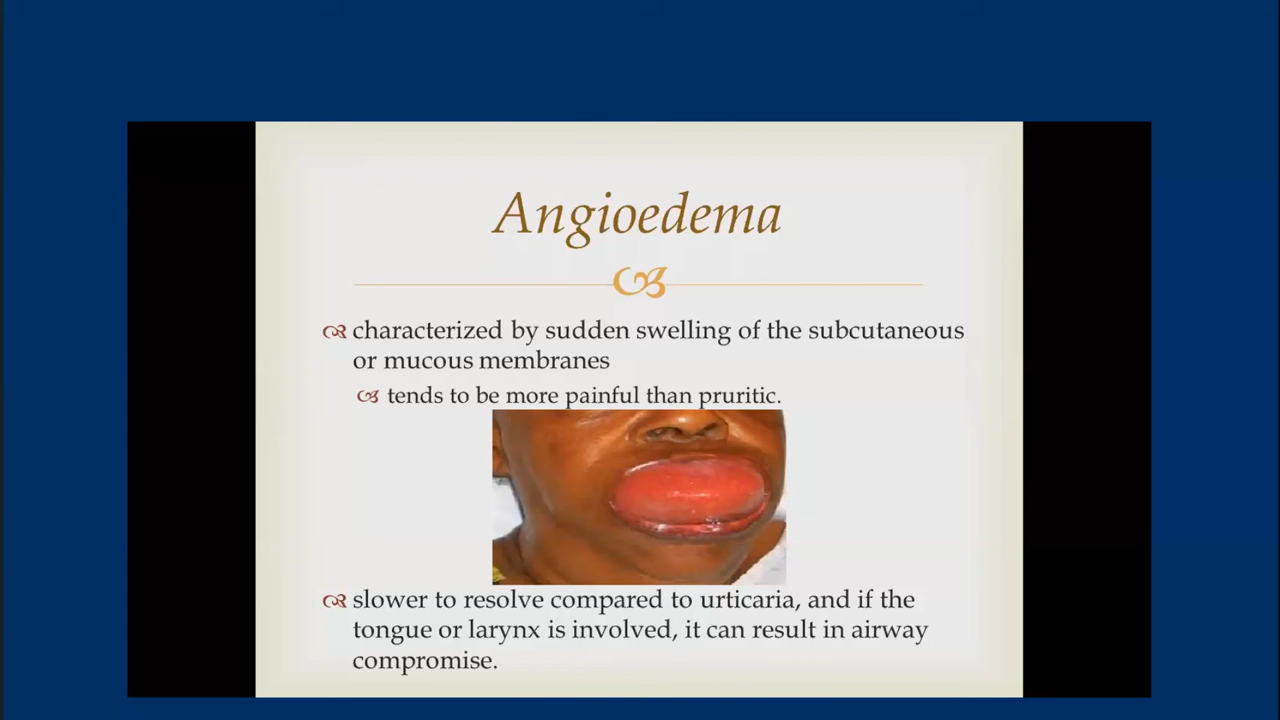 Angioedema
characterized by sudden swelling of the subcutaneous
or mucous membranes
tends to be more painful than pruritic.
slower to resolve compared to urticaria, and if the
tongue or larynx is involved, it can result in airway
compromise.